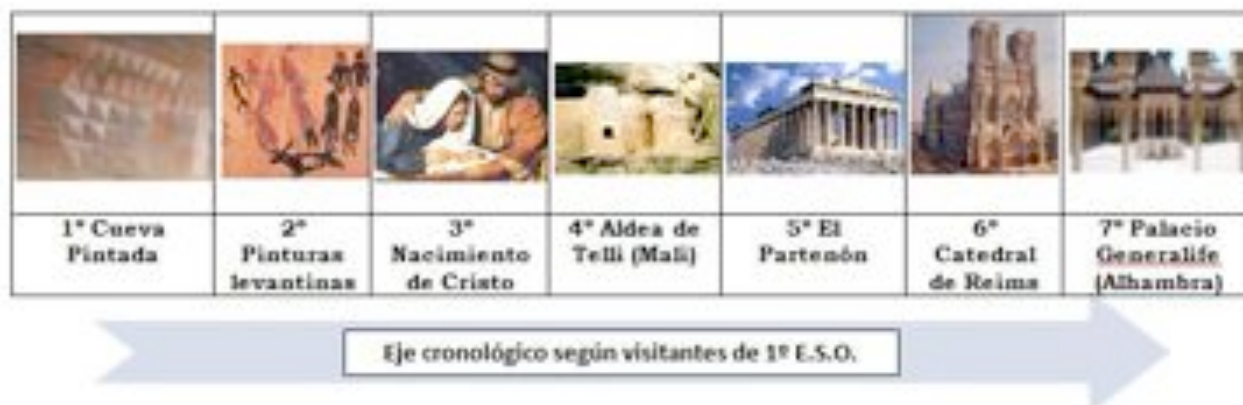 1º Cueva
Pintada
2º
Pinturas
levantinas
3º
Nacimiento
de Cristo
4º Aldea de
Telli (Mali)
5º El
Partenón
6º
Catedral
de Reims
7º Palacio
Generalife
(Alhambra)
Eje cronológico según visitantes de 1º E.S.O.